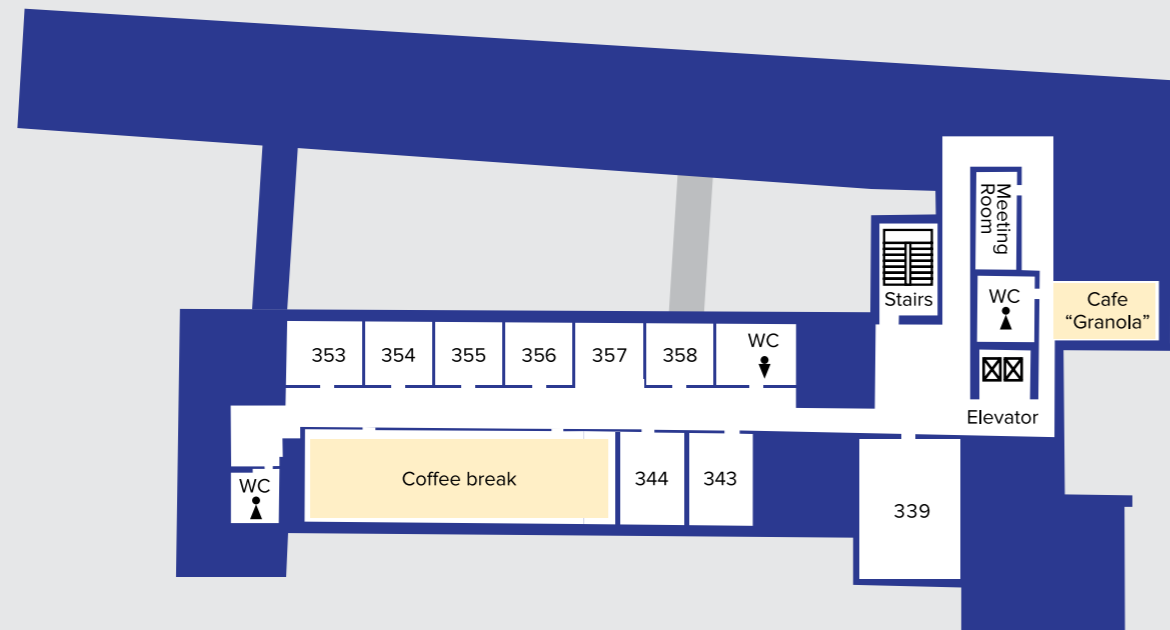 Meeting
Room
Stairs
WC
Cafe
“Granola”
Elevator
353
354
355
356
357
358
WC
Coffee break
344
343
339
WC